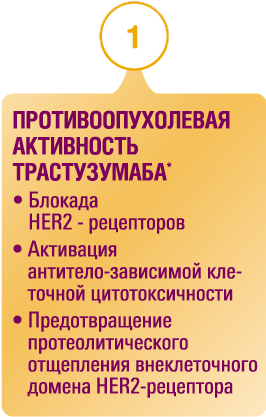 1
ПРОТИВООПУХОЛЕВАЯ
АКТИВНОСТЬ
ТРАСТУЗУМАБА*
• Блокада
HER2 - рецепторов
• Активация
антитело-зависимой кле-
точной цитотоксичности
• Предотвращение
протеолитического
отщепления внеклеточного
домена HER2-рецептора